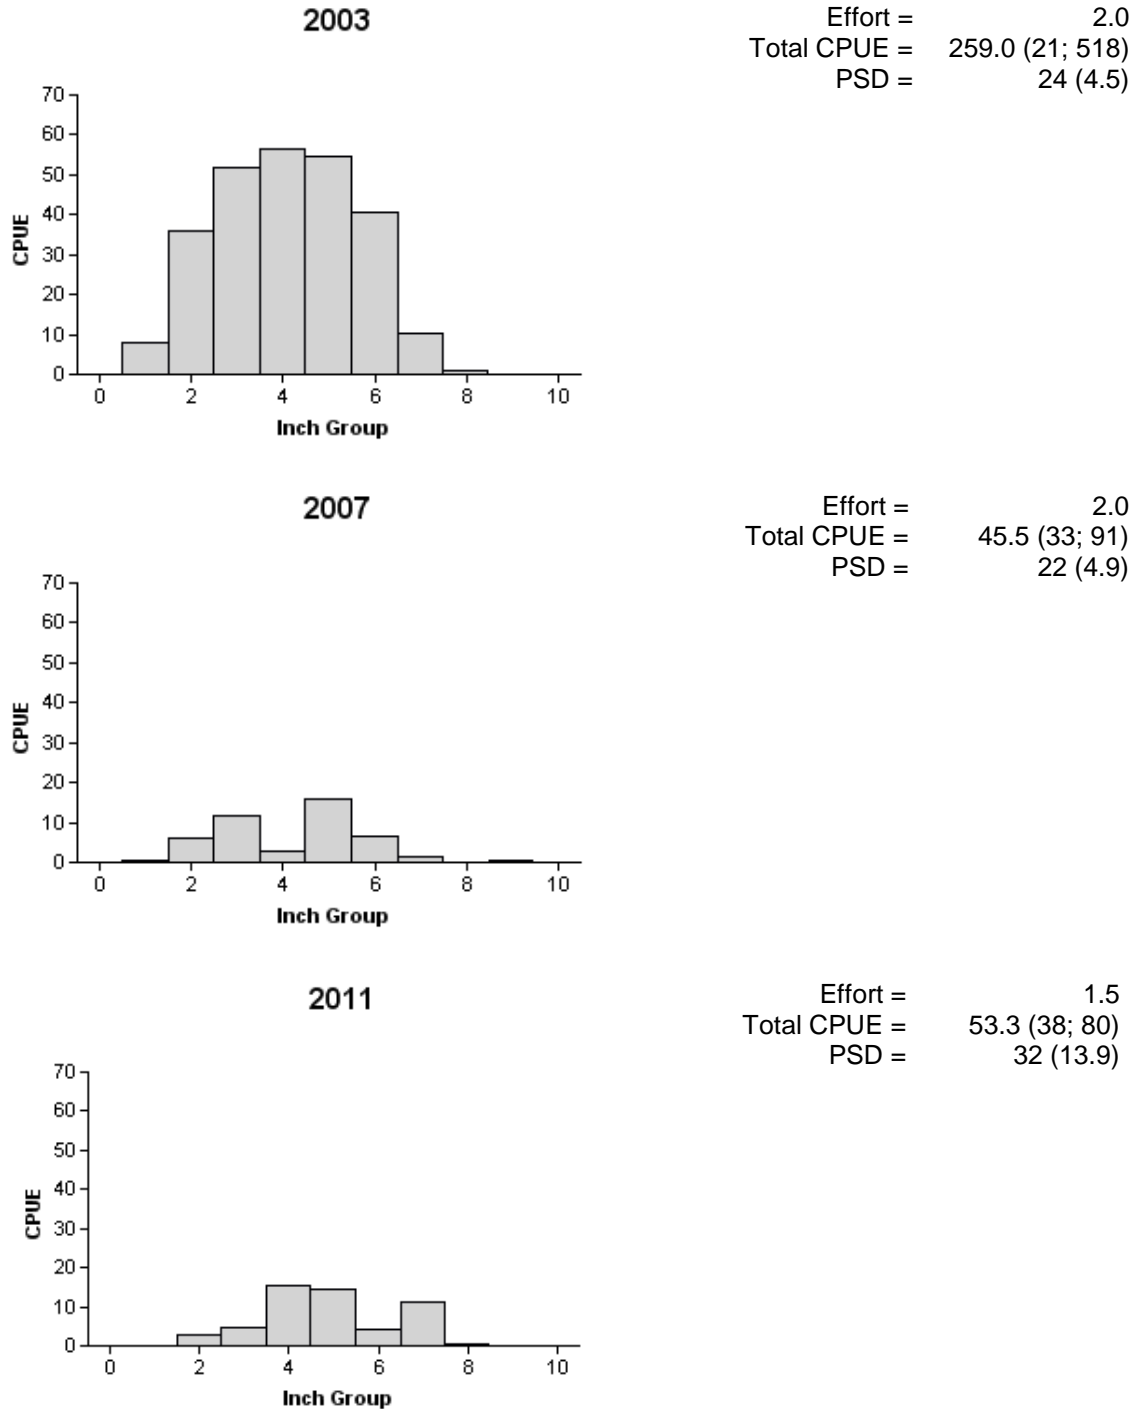 2003
Effort = 2.0
Total CPUE = 259.0 (21; 518)
PSD = 24 (4.5)
70
60
50
40
30
20
10
0
CPUE
0 2 4 6 8 10
Inch Group
2007
Effort = 2.0
Total CPUE = 45.5 (33; 91)
PSD = 22 (4.9)
70
60
50
40
30
20
10
0
CPUE
0 2 4 6 8 10
Inch Group
2011
Effort = 1.5
Total CPUE = 53.3 (38; 80)
PSD = 32 (13.9)
70
60
50
40
30
20
10
0
CPUE
0 2 4 6 8 10
Inch Group